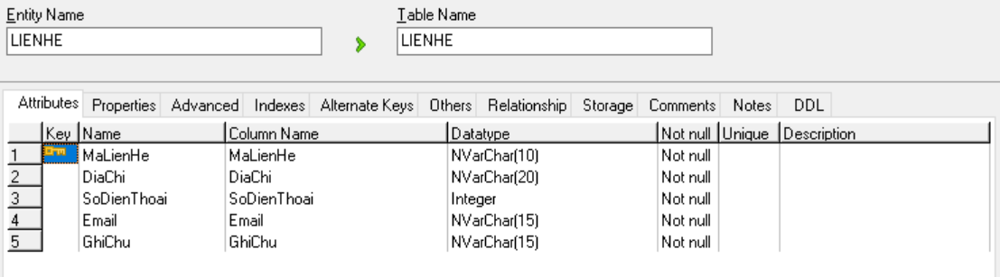 Entity Name Table Name
LIENHE LIENHE
Attributes Properties Advanced Indexes Alternate Keys Others Relationship Storage Comments Notes DDL
Key Name Column Name Datatype Not null Unique Description
1 MaLienHe MaLienHe NVarChar(10) Not null
2 DiaChi DiaChi NVarChar(20) Not null
3 SoDienThoai SoDienThoai Integer Not null
4 Email Email NVarChar(15) Not null
5 GhiChu GhiChu NVarChar(15) Not null